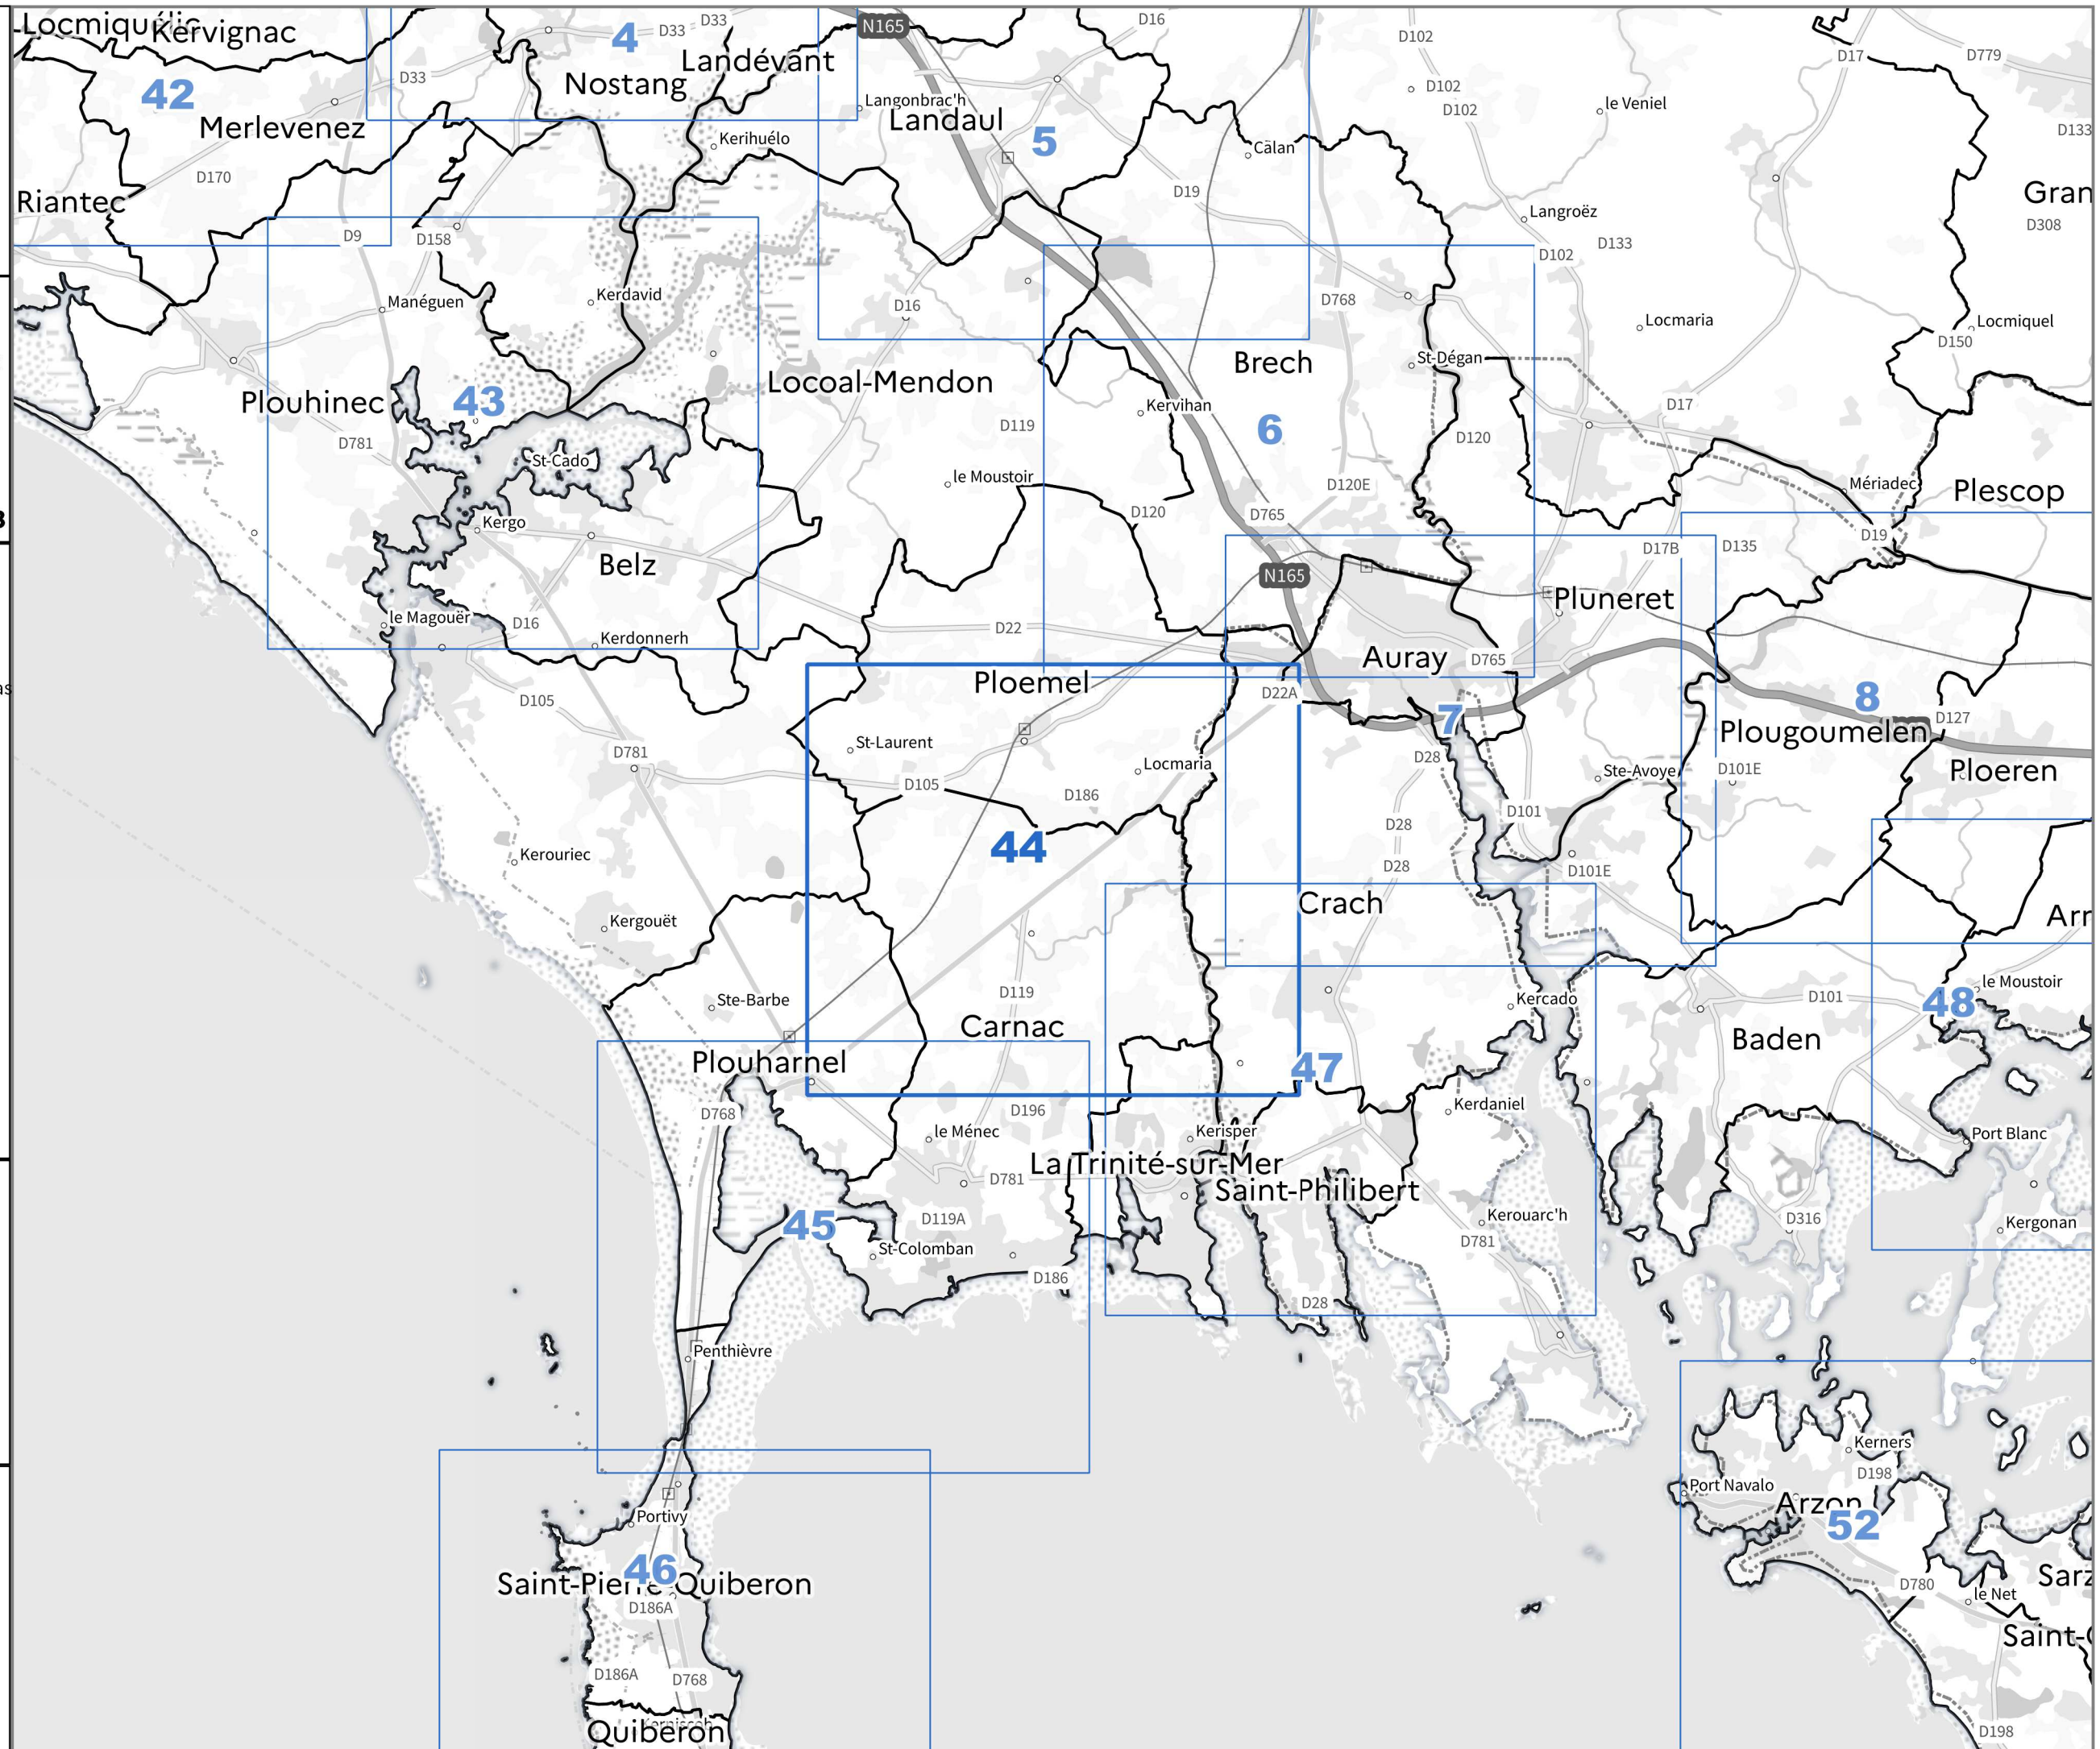 Locmiquélic
Kervignac
42
Merlevenez
D33
D170
Riantec
4
D33
D33
Nostang
Landévant
N165
D16
Langonbrac'h
Landaul
5
Kerihuélo
Cälan
D19
D102
D102
D102
le Veniel
D17
D779
D133
Gran
D308
Langroëz
D133
D102
D9
D158
Manéguen
Kerdavid
D16
D768
Locmaria
Locmiquel
D150
Brech
St-Dégan
Plouhinec
43
Locoal-Mendon
Kervihan
6
D17
D781
D119
D120
St-Cado
le Moustoir
D120E
Mériadec
Plescop
Kergo
D120
D765
D19
D17B
D135
Belz
N165
Pluneret
le Magouër
D16
Kerdonnerh
D22
Auray
D765
Ploemel
D22A
D105
8
D127
7
Plougoumelen
D781
St-Laurent
Locmaria
D28
Ste-Avoye
D101E
Ploeren
D105
D186
D101
D28
Kerouriec
44
D28
D101E
Kergouët
Crach
Arr
le Moustoir
Ste-Barbe
D119
Kercado
D101
48
Carnac
Baden
Plouharnel
47
D768
D196
Kerdaniel
le Ménec
Kerisper
Port Blanc
La Trinité-sur-Mer
D781
Saint-Philibert
45
D119A
Kerouarc'h
D316
Kergonan
St-Colomban
D781
D186
D28
Penthièvre
Kerners
D198
Port Navalo
Arzon
52
Portivy
46
Saint-Pierre-Quiberon
D186A
D780
le Net
Sarz
Saint-
D186A
D768
Quiberon
D198